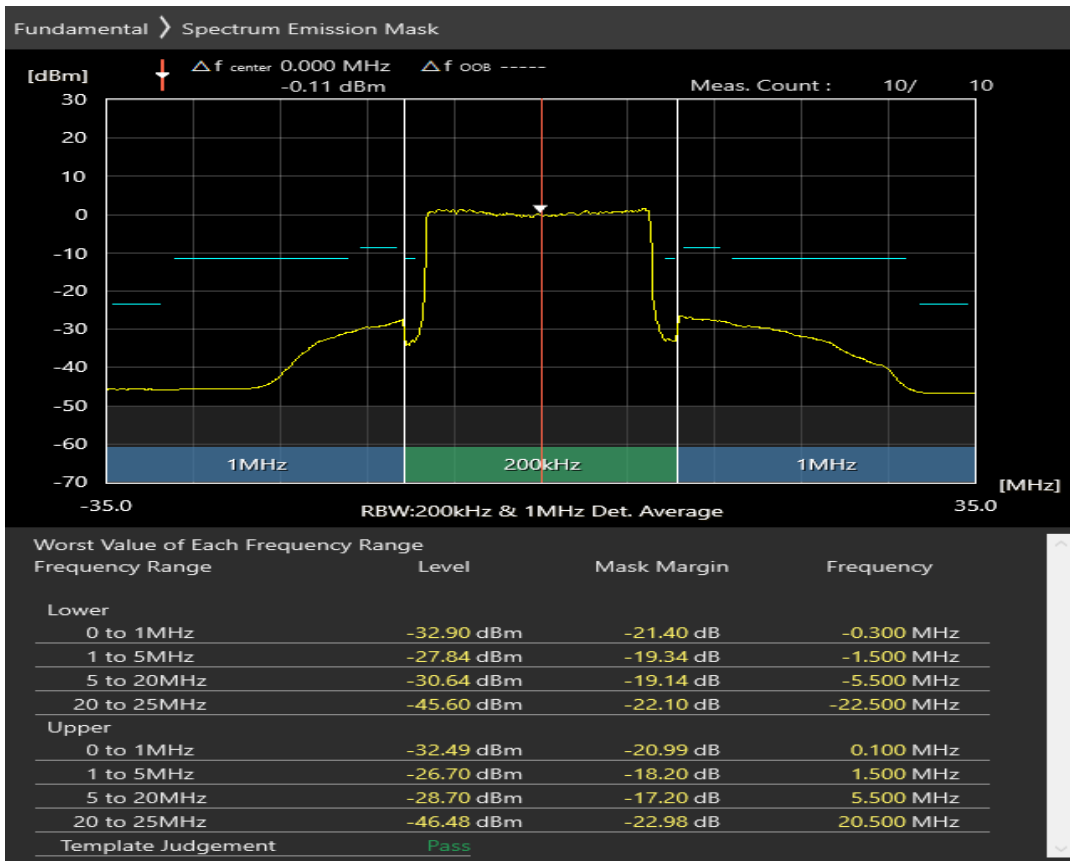 Fundamental ❯ Spectrum Emission Mask
[dBm] △f center 0.000 MHz △f OOB -----
-0.11 dBm Meas. Count : 10/ 10
30
20
10
0
-10
-20
-30
-40
-50
-60
1MHz 200kHz 1MHz
-70
[MHz]
-35.0 RBW:200kHz & 1MHz Det. Average 35.0
Worst Value of Each Frequency Range
Frequency Range Level Mask Margin Frequency
Lower
0 to 1MHz -32.90 dBm -21.40 dB -0.300 MHz
1 to 5MHz -27.84 dBm -19.34 dB -1.500 MHz
5 to 20MHz -30.64 dBm -19.14 dB -5.500 MHz
20 to 25MHz -45.60 dBm -22.10 dB -22.500 MHz
Upper
0 to 1MHz -32.49 dBm -20.99 dB 0.100 MHz
1 to 5MHz -26.70 dBm -18.20 dB 1.500 MHz
5 to 20MHz -28.70 dBm -17.20 dB 5.500 MHz
20 to 25MHz -46.48 dBm -22.98 dB 20.500 MHz
Template Judgement Pass